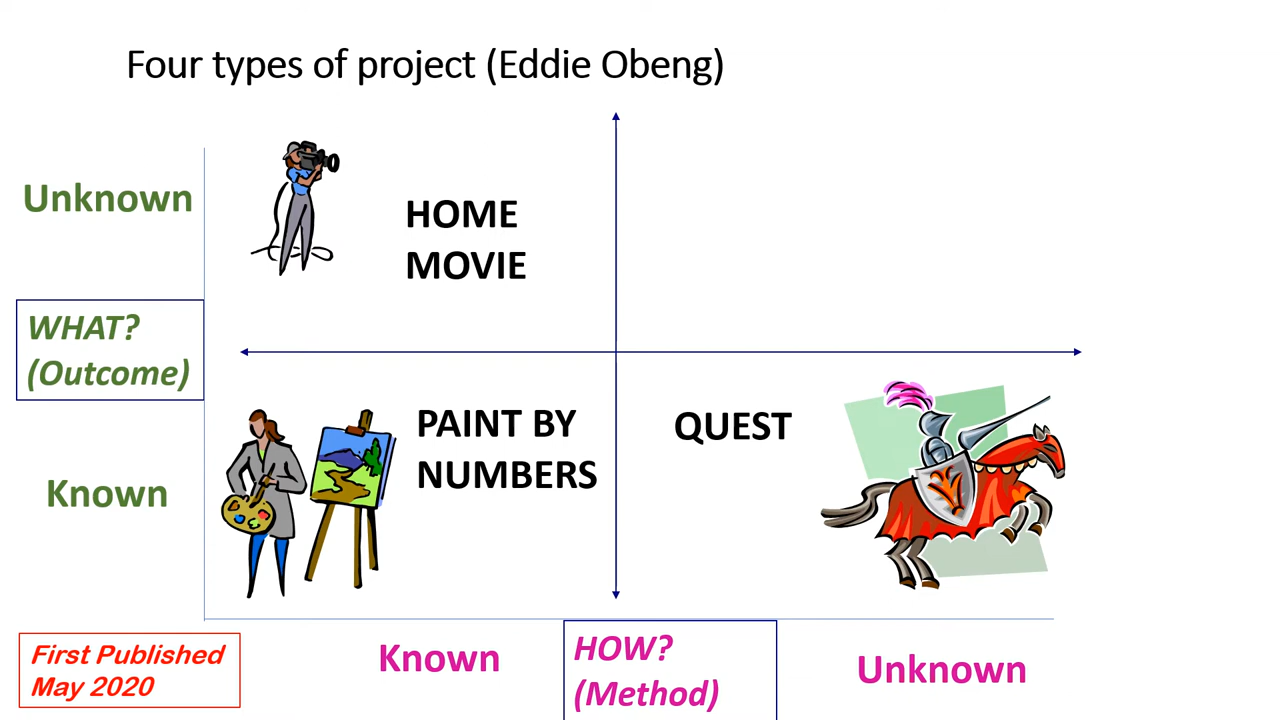 Four types of project (Eddie Obeng)
Unknown
HOME
MOVIE
WHAT?
(Outcome)
PAINT BY
NUMBERS
QUEST
Known
First Published
May 2020
Known
HOW?
(Method)
Unknown